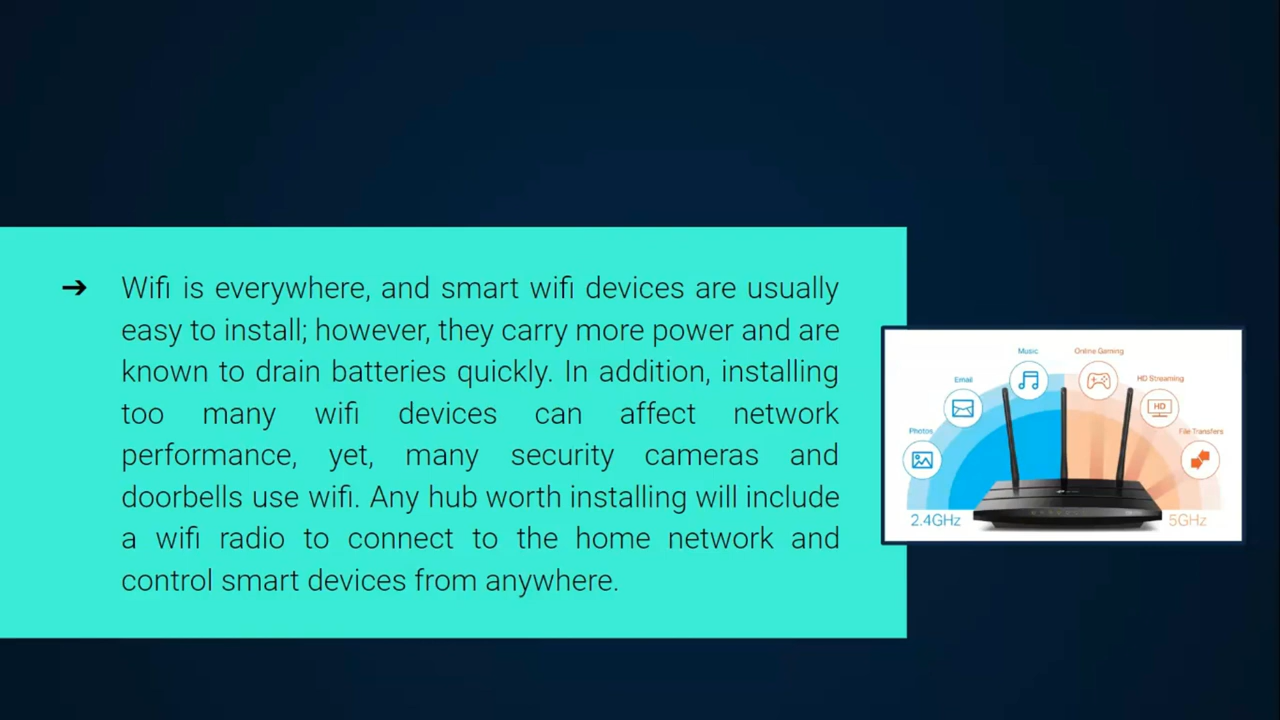 ➔ Wifi is everywhere, and smart wifi devices are usually
easy to install; however, they carry more power and are
known to drain batteries quickly. In addition, installing
too many wifi devices can affect network
performance, yet, many security cameras and
doorbells use wifi. Any hub worth installing will include
a wifi radio to connect to the home network and
control smart devices from anywhere.
Music
Online Gaming
Email
HD Streaming
HD
Photos
File Transfers
2.4GHz
5GHz